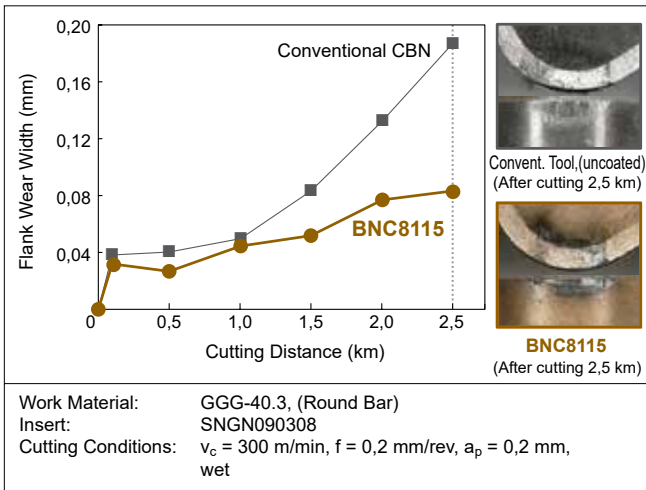 0,20
0,16
0,12
0,08
0,04
0
0,5
1,0
1,5
2,0
2,5
Flank Wear Width (mm)
Cutting Distance (km)
Conventional CBN
BNC8115
Convent. Tool,(uncoated)
(After cutting 2,5 km)
BNC8115
(After cutting 2,5 km)
Work Material: GGG-40.3, (Round Bar)
Insert: SNGN090308
Cutting Conditions: vc = 300 m/min, f = 0,2 mm/rev, ap = 0,2 mm,
wet